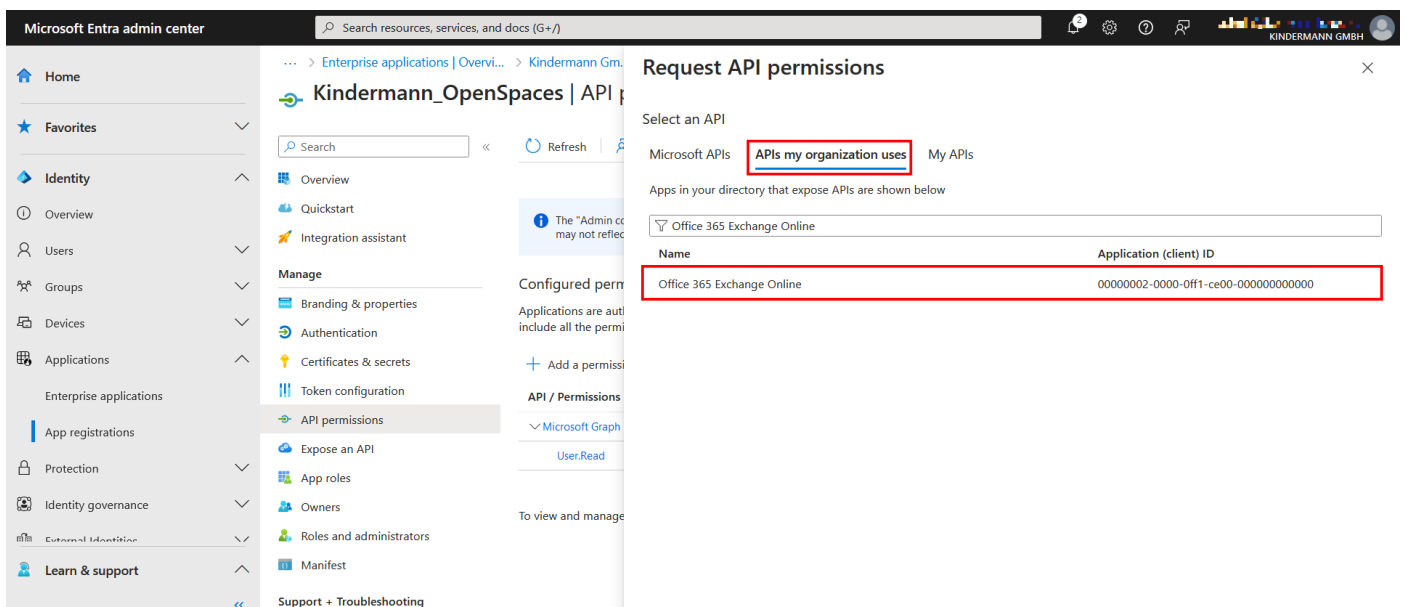 Microsoft Entra admin center
Search resources, services, and docs (G+/)
2
KINDERMANN GMBH
Home
Favorites
Identity
Overview
Users
Groups
Devices
Applications
Enterprise applications
App registrations
Protection
Identity governance
External Identities
Learn & support
«
··· > Enterprise applications | Overvi... > Kindermann Gm.
Kindermann_OpenSpaces | API p
Search
«
Overview
Quickstart
Integration assistant
Manage
Branding & properties
Authentication
Certificates & secrets
Token configuration
API permissions
Expose an API
App roles
Owners
Roles and administrators
Manifest
Support + Troubleshooting
Refresh
The "Admin co
may not reflec
Configured perm
Applications are aut
include all the permi
Add a permissi
API / Permissions
Microsoft Graph
User.Read
To view and manage
Request API permissions
Select an API
Microsoft APIs APIs my organization uses My APIs
Apps in your directory that expose APIs are shown below
Office 365 Exchange Online
Name Application (client) ID
Office 365 Exchange Online 00000002-0000-0ff1-ce00-000000000000